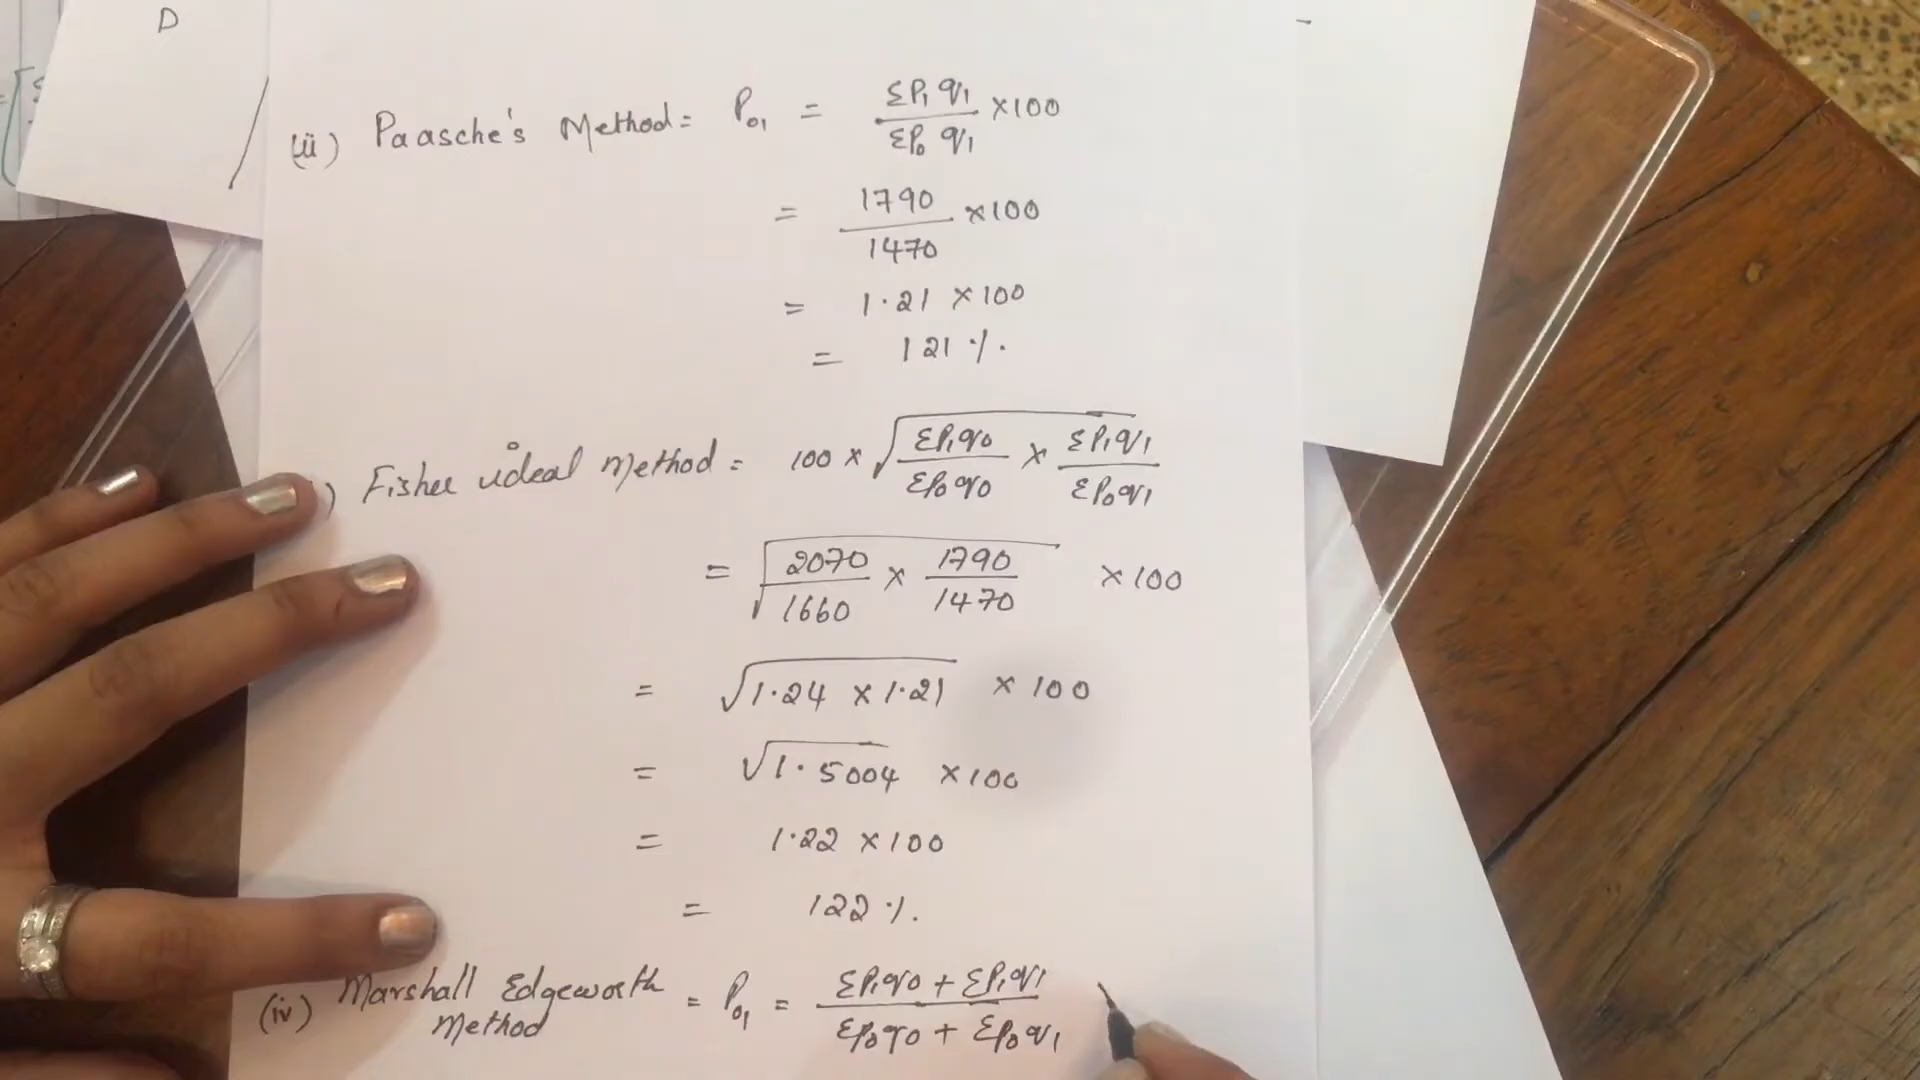 D
(iii) Paasche's Method = P₀₁ = ΣP₁q₁ / ΣP₀q₁ ×100
= 1790 / 1470 ×100
= 1.21 ×100
= 121 %.
) Fisher ideal method = 100 × √ ΣP₁q₀ / ΣP₀q₀ × ΣP₁q₁ / ΣP₀q₁
= √ 2070 / 1660 × 1790 / 1470 ×100
= √1.24 × 1.21 × 100
= √1.5004 ×100
= 1.22 ×100
= 122 %.
(iv) Marshall Edgeworth Method = P₀₁ = ΣP₁q₀ + ΣP₁q₁ / ΣP₀q₀ + ΣP₀q₁